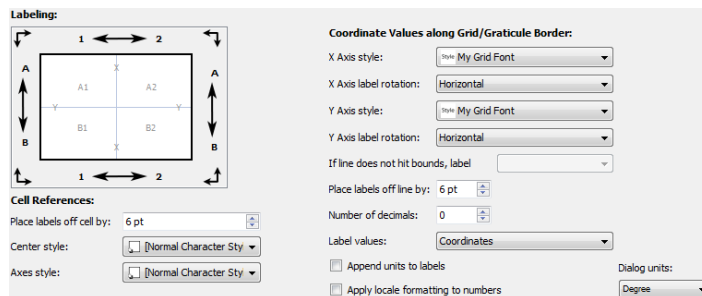 Labeling:
1 2
A A
X
A1 A2
Y Y
B1 B2
B B
X
1 2
Cell References:
Place labels off cell by: 6 pt
Center style: [Normal Character Sty
Axes style: [Normal Character Sty
Coordinate Values along Grid/Graticule Border:
X Axis style: Style My Grid Font
X Axis label rotation: Horizontal
Y Axis style: Style My Grid Font
Y Axis label rotation: Horizontal
If line does not hit bounds, label
Place labels off line by: 6 pt
Number of decimals: 0
Label values: Coordinates
Append units to labels
Dialog units:
Apply locale formatting to numbers
Degree